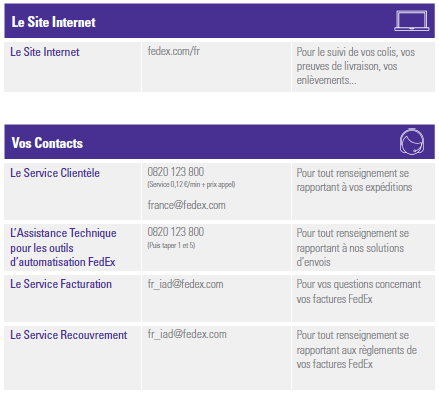 Le Site Internet
Le Site Internet
fedex.com/fr
Pour le suivi de vos colis, vos
preuves de livraison, vos
enlèvements...
Vos Contacts
Le Service Clientèle
0820 123 800
(Service 0,12 €/min + prix appel)
france@fedex.com
Pour tout renseignement se
rapportant à vos expéditions
L'Assistance Technique
pour les outils
d'automatisation FedEx
0820 123 800
(Puis taper 1 et 5)
Pour tout renseignement se
rapportant à nos solutions
d'envois
Le Service Facturation
fr_iad@fedex.com
Pour vos questions concernant
vos factures FedEx
Le Service Recouvrement
fr_iad@fedex.com
Pour tout renseignement se
rapportant aux règlements de
vos factures FedEx